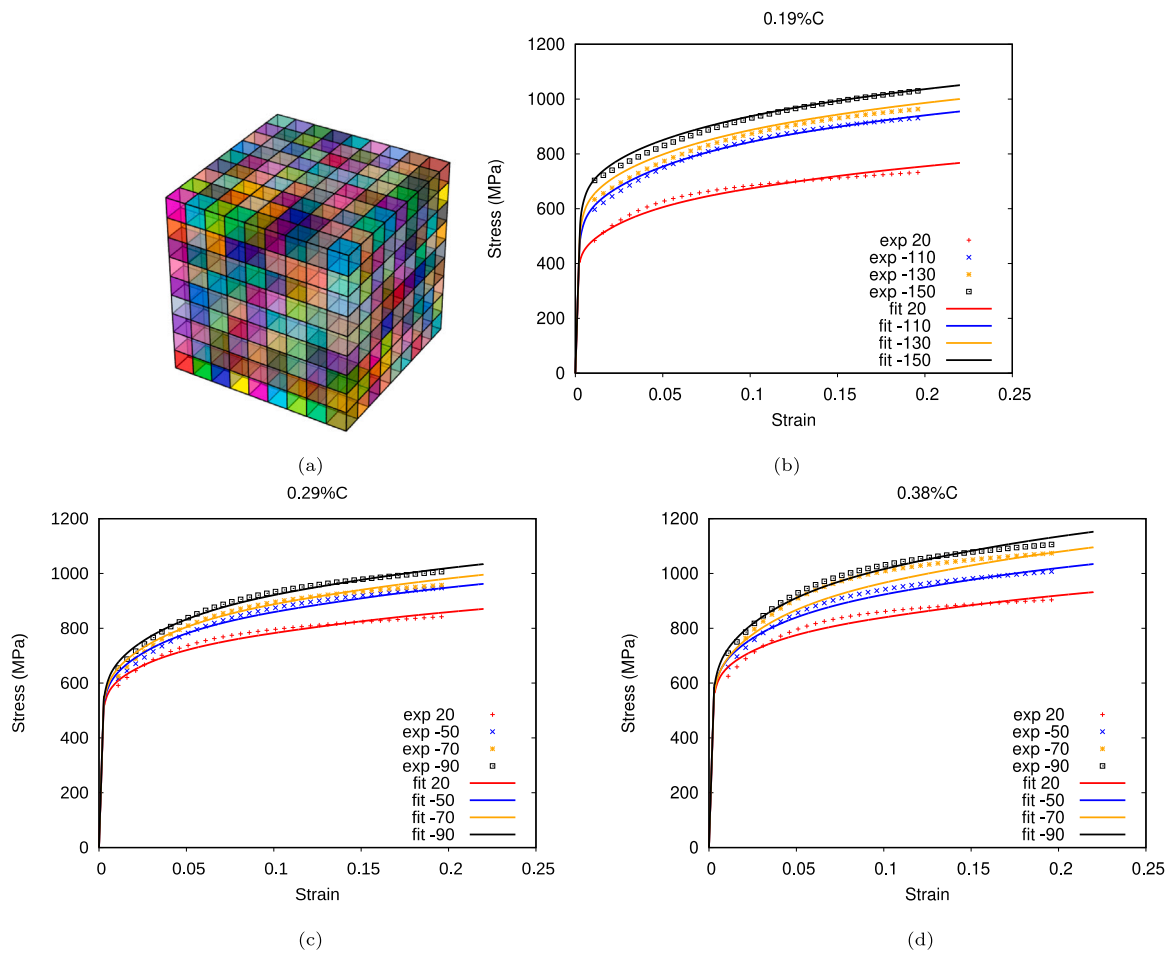 0.19%C
1200
1000
800
600
400
200
0
Stress (MPa)
exp 20
exp -110
exp -130
exp -150
fit 20
fit -110
fit -130
fit -150
0 0.05 0.1 0.15 0.2 0.25
Strain
(a)
(b)
0.29%C
1200
1000
800
600
400
200
0
Stress (MPa)
exp 20
exp -50
exp -70
exp -90
fit 20
fit -50
fit -70
fit -90
0 0.05 0.1 0.15 0.2 0.25
Strain
(c)
0.38%C
1200
1000
800
600
400
200
0
Stress (MPa)
exp 20
exp -50
exp -70
exp -90
fit 20
fit -50
fit -70
fit -90
0 0.05 0.1 0.15 0.2 0.25
Strain
(d)